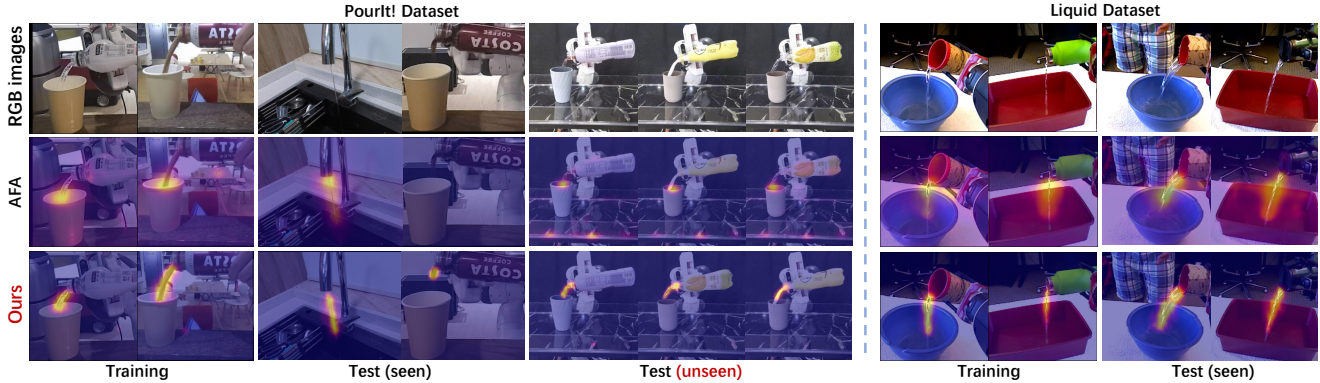 PourIt! Dataset
Liquid Dataset
RGB images
AFA
Ours
COSTA
COFFEE
COSTA
Training
Test (seen)
Test (unseen)
Training
Test (seen)